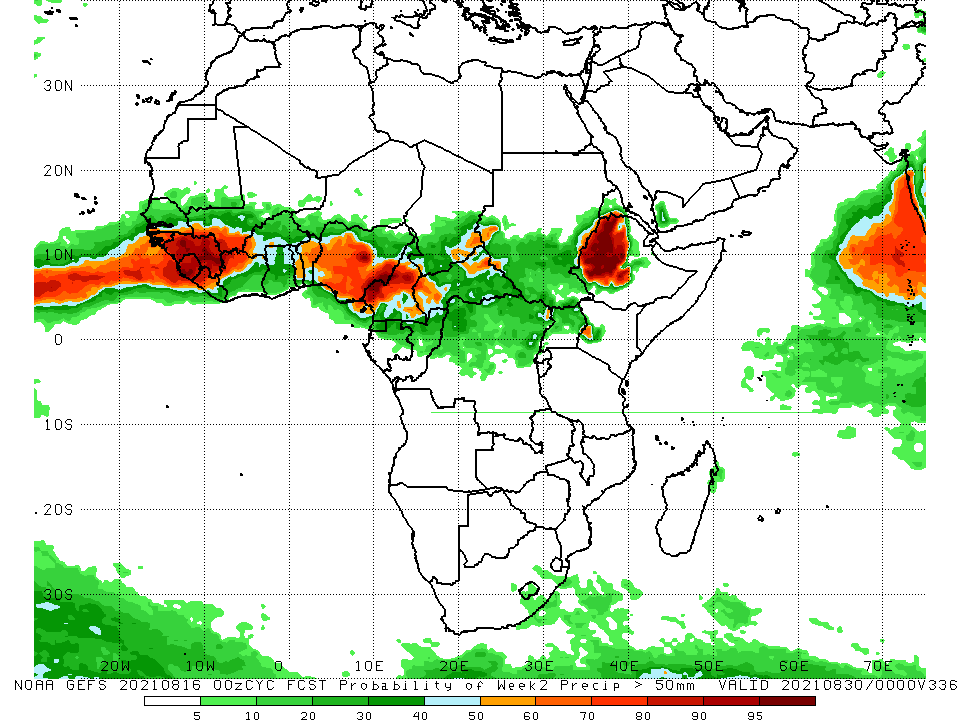 30N
20N
10N
0
10S
20S
30S
20W 10W 0 10E 20E 30E 40E 50E 60E 70E
NOAA GEFS 20210816 00zCYC FCST Probability of Week2 Precip > 50mm VALID 20210830/0000V336
5 10 20 30 40 50 60 70 80 90 95